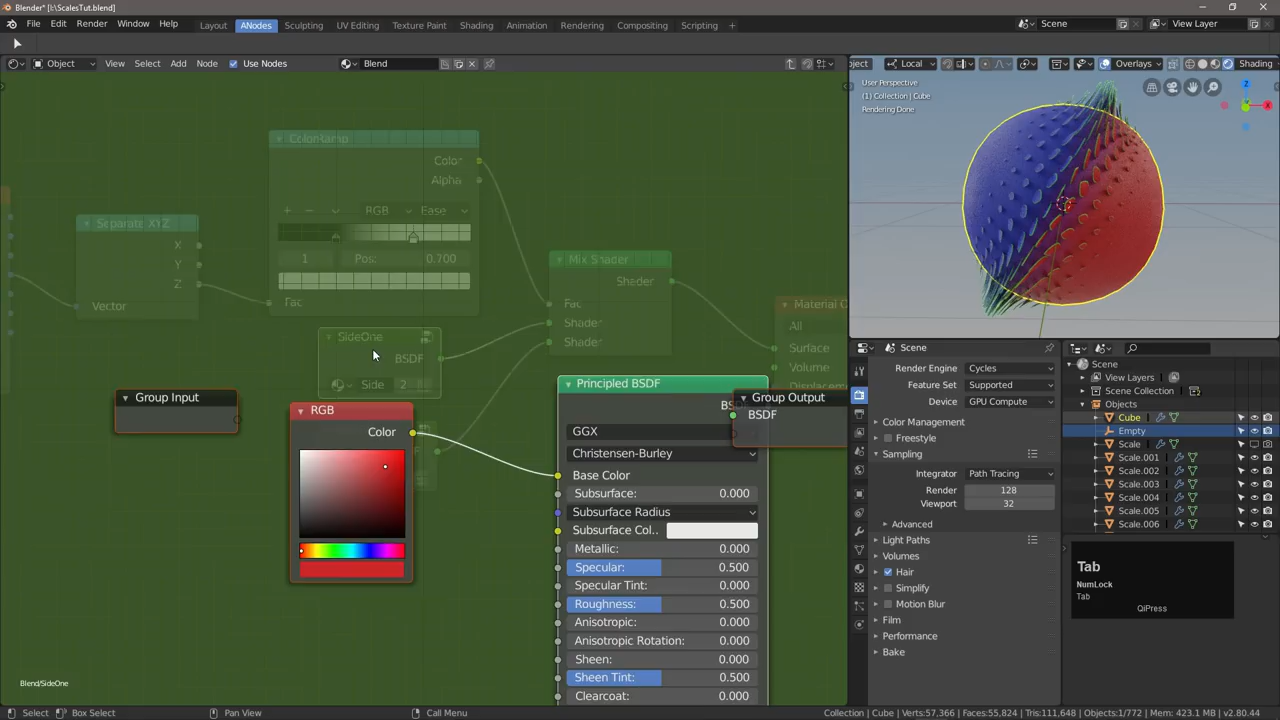 Blender* [I:\ScalesTut.blend]
File Edit Render Window Help Layout ANodes Sculpting UV Editing Texture Paint Shading Animation Rendering Compositing Scripting Scene View Layer
Object View Select Add Node Use Nodes Blend
ColorRamp
Color
Alpha
RGB Ease
1 Pos: 0.700
Fac
Separate XYZ
X
Y
Z
Vector
Mix Shader
Shader
Fac
Shader
Shader
SideOne
BSDF
Side 2
Material O
All
Surface
Volume
Displacem
Group Input
RGB
Color
Principled BSDF
GGX
Christensen-Burley
Base Color
Subsurface: 0.000
Subsurface Radius
Subsurface Col..
Metallic: 0.000
Specular: 0.500
Specular Tint: 0.000
Roughness: 0.500
Anisotropic: 0.000
Anisotropic Rotation: 0.000
Sheen: 0.000
Sheen Tint: 0.500
Clearcoat: 0.000
Group Output
BSDF
Blend/SideOne
bject Local Overlays Shading
User Perspective
(1) Collection | Cube
Rendering Done
Z
X
Scene
Render Engine Cycles
Feature Set Supported
Device GPU Compute
Color Management
Freestyle
Sampling
Integrator Path Tracing
Render 128
Viewport 32
Advanced
Light Paths
Volumes
Hair
Simplify
Motion Blur
Film
Performance
Bake
Scene
View Layers
Scene Collection
Objects
Cube
Empty
Scale
Scale.001
Scale.002
Scale.003
Scale.004
Scale.005
Scale.006
Tab
NumLock
Tab
QiPress
Select Box Select Pan View Call Menu Collection | Cube | Verts:57,366 | Faces:55,824 | Tris:111,648 | Objects:1/772 | Mem: 423.1 MB | v2.80.44